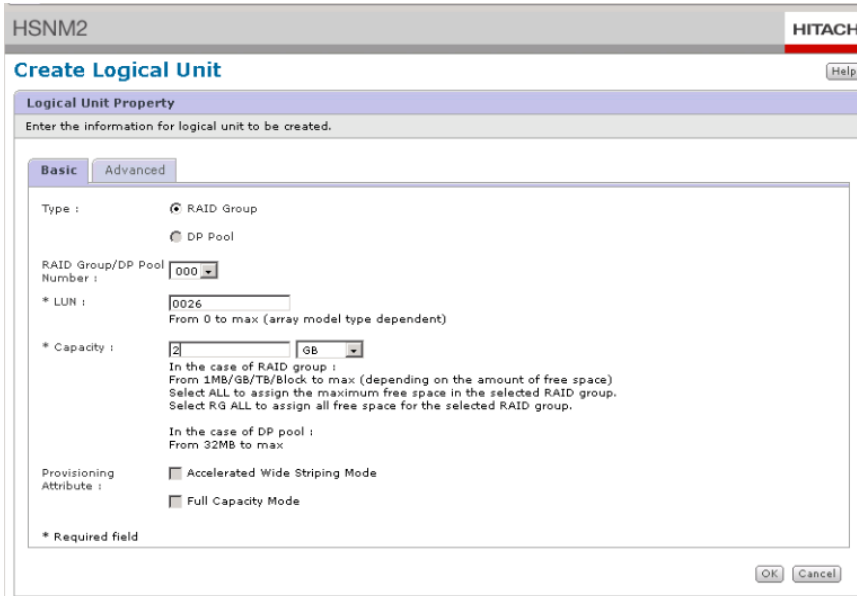 HSNM2
HITACH
Create Logical Unit
Help
Logical Unit Property
Enter the information for logical unit to be created.
Basic Advanced
Type : RAID Group
DP Pool
RAID Group/DP Pool
Number : 000
* LUN : 0026
From 0 to max (array model type dependent)
* Capacity : 2 GB
In the case of RAID group :
From 1MB/GB/TB/Block to max (depending on the amount of free space)
Select ALL to assign the maximum free space in the selected RAID group.
Select RG ALL to assign all free space for the selected RAID group.
In the case of DP pool :
From 32MB to max
Provisioning
Attribute :
Accelerated Wide Striping Mode
Full Capacity Mode
* Required field
OK Cancel